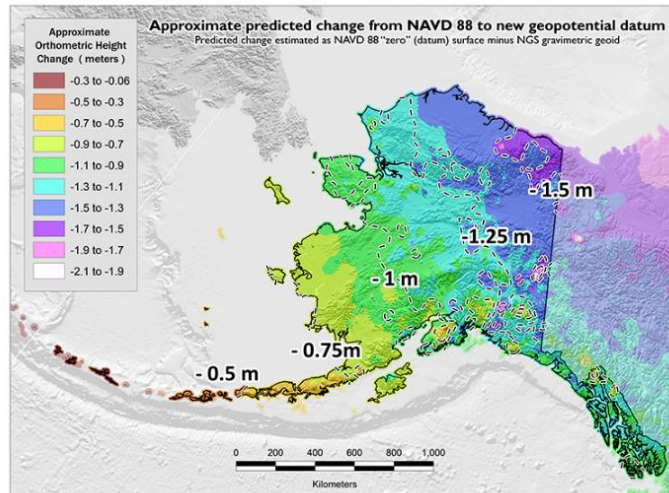 Approximate predicted change from NAVD 88 to new geopotential datum
Predicted change estimated as NAVD 88 "zero" (datum) surface minus NGS gravimetric geoid
Approximate
Orthometric Height
Change ( meters )
-0.3 to -0.06
-0.5 to -0.3
-0.7 to -0.5
-0.9 to -0.7
-1.1 to -0.9
-1.3 to -1.1
-1.5 to -1.3
-1.7 to -1.5
-1.9 to -1.7
-2.1 to -1.9
- 1.5 m
-1.25 m
- 1 m
- 0.75m
- 0.5 m
0 200 400 600 800 1,000
Kilometers